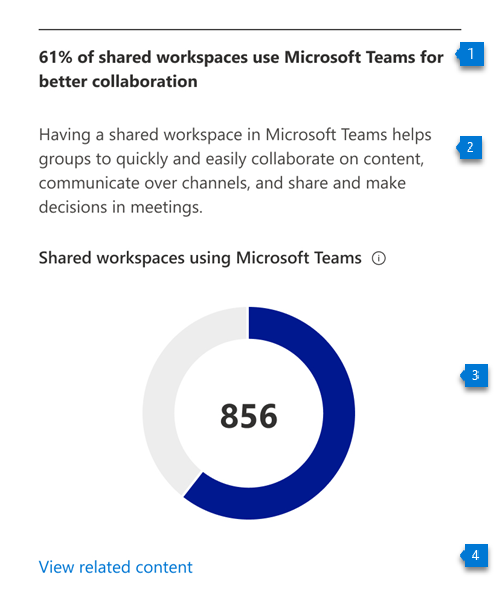 61% of shared workspaces use Microsoft Teams for
better collaboration
1
Having a shared workspace in Microsoft Teams helps
groups to quickly and easily collaborate on content,
communicate over channels, and share and make
decisions in meetings.
2
Shared workspaces using Microsoft Teams
856
3
View related content
4